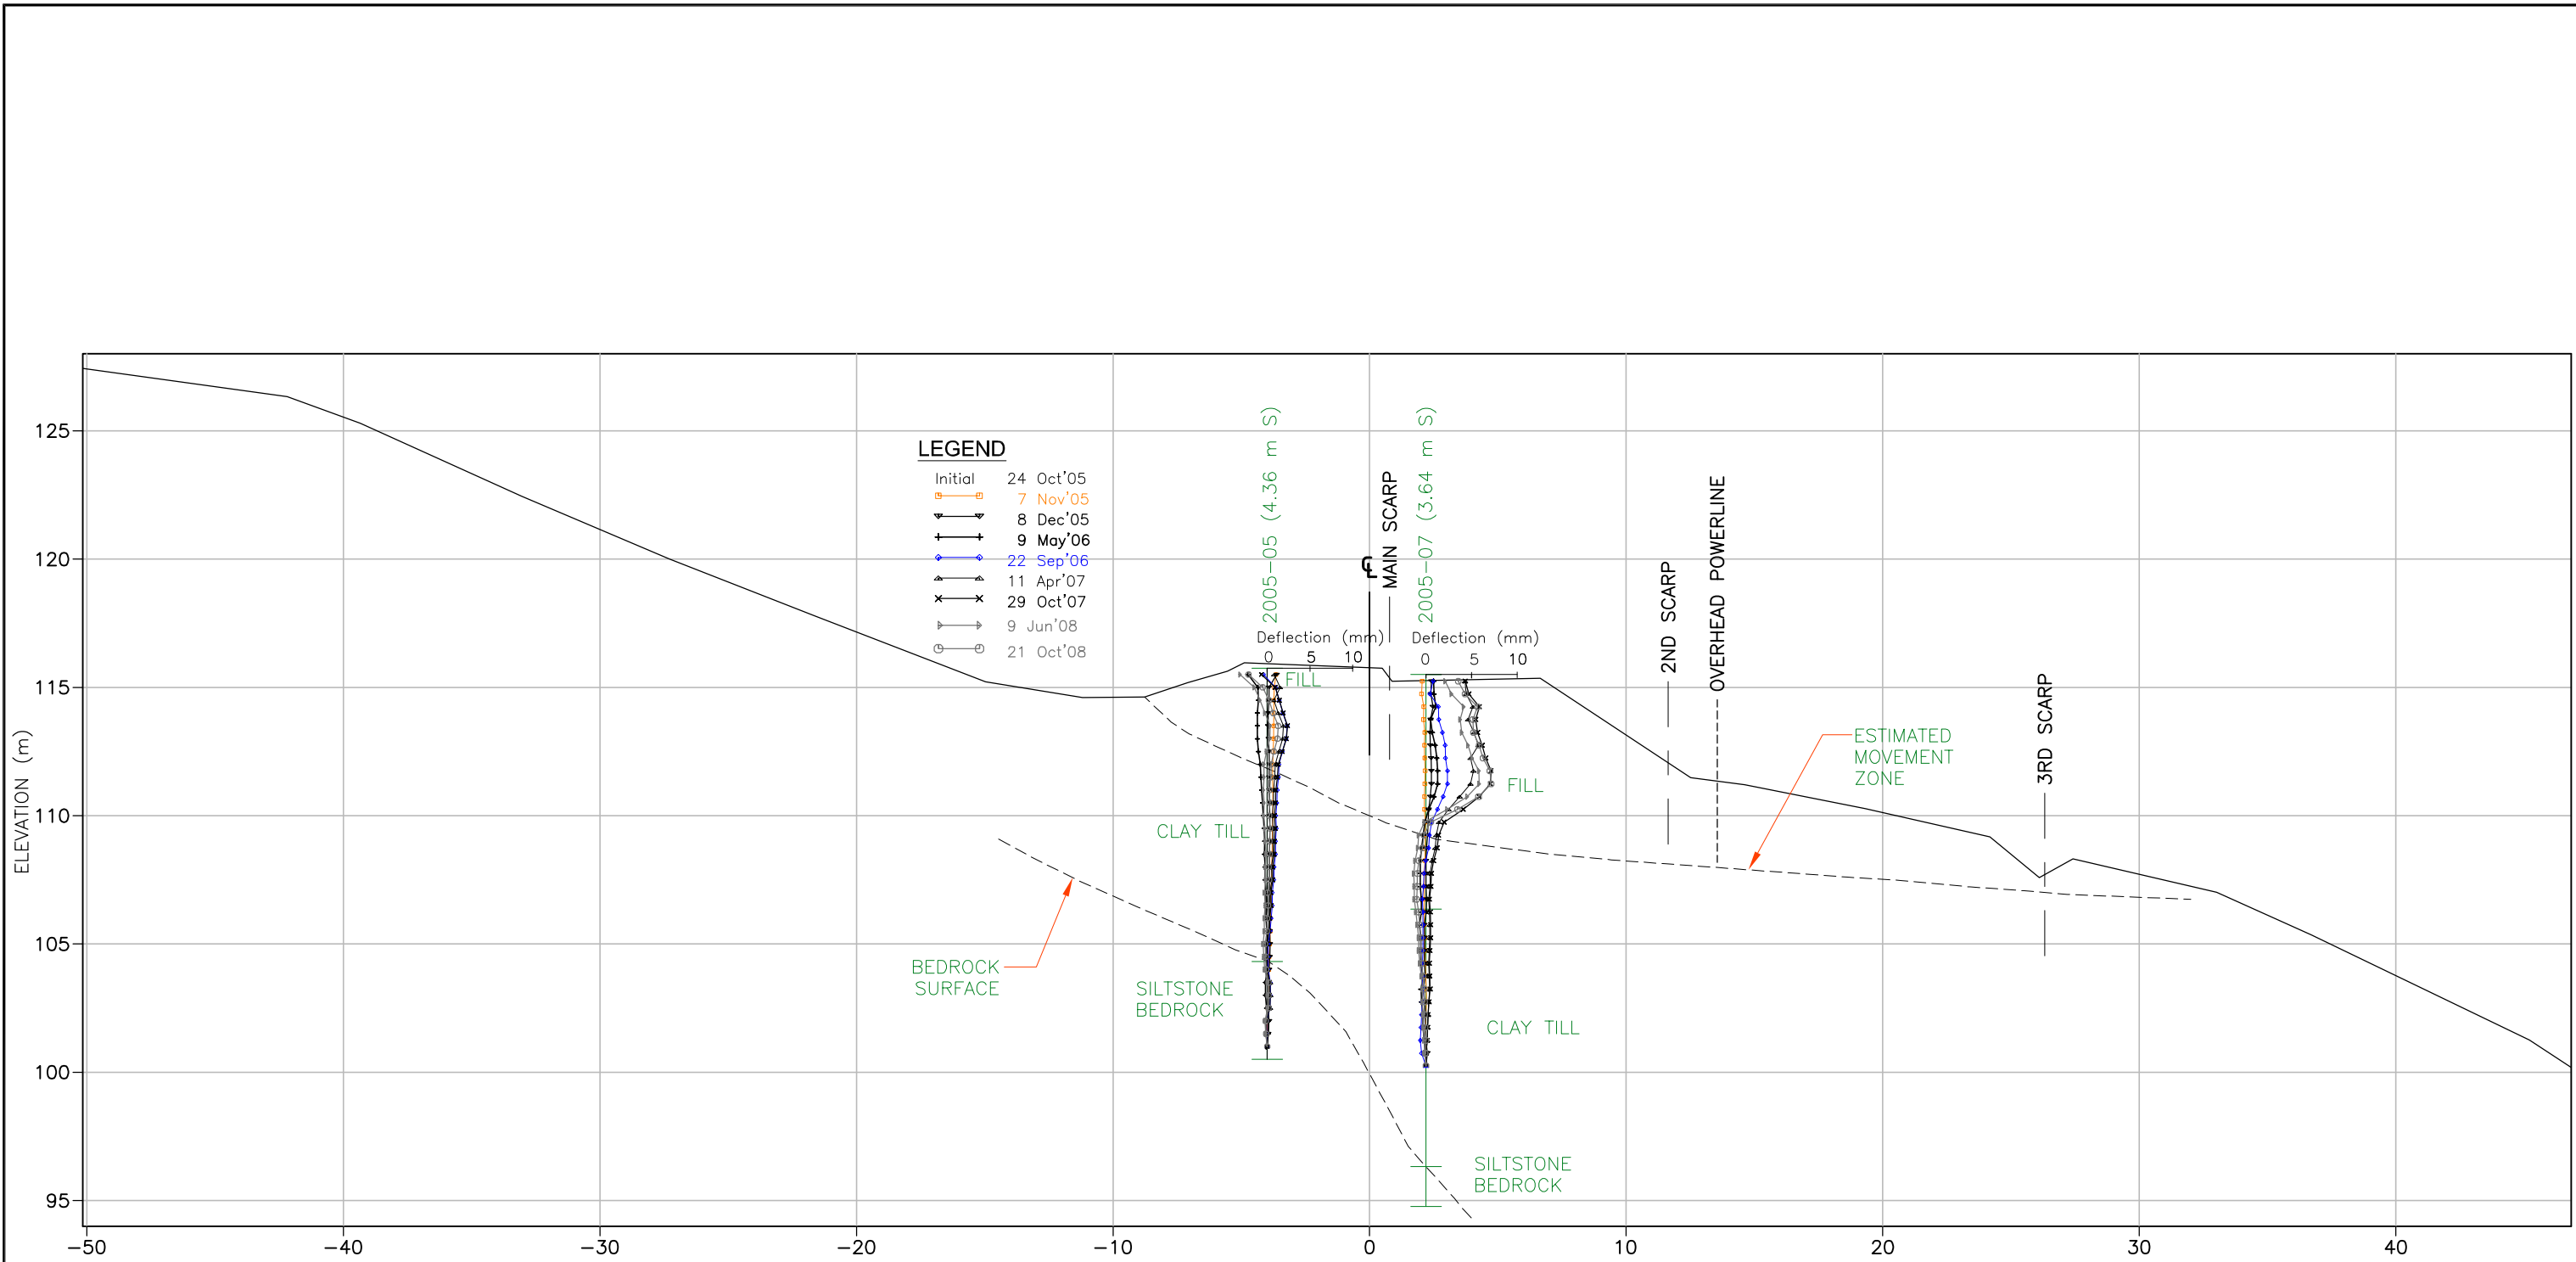 LEGEND
Initial 24 Oct'05
7 Nov'05
8 Dec'05
9 May'06
22 Sep'06
11 Apr'07
29 Oct'07
9 Jun'08
21 Oct'08
2005-05 (4.36 m S)
℄
MAIN SCARP
2005-07 (3.64 m S)
2ND SCARP
OVERHEAD POWERLINE
3RD SCARP
Deflection (mm)
0 5 10
Deflection (mm)
0 5 10
FILL
FILL
ESTIMATED
MOVEMENT
ZONE
CLAY TILL
BEDROCK
SURFACE
SILTSTONE
BEDROCK
CLAY TILL
SILTSTONE
BEDROCK
ELEVATION (m)
125
120
115
110
105
100
95
-50 -40 -30 -20 -10 0 10 20 30 40